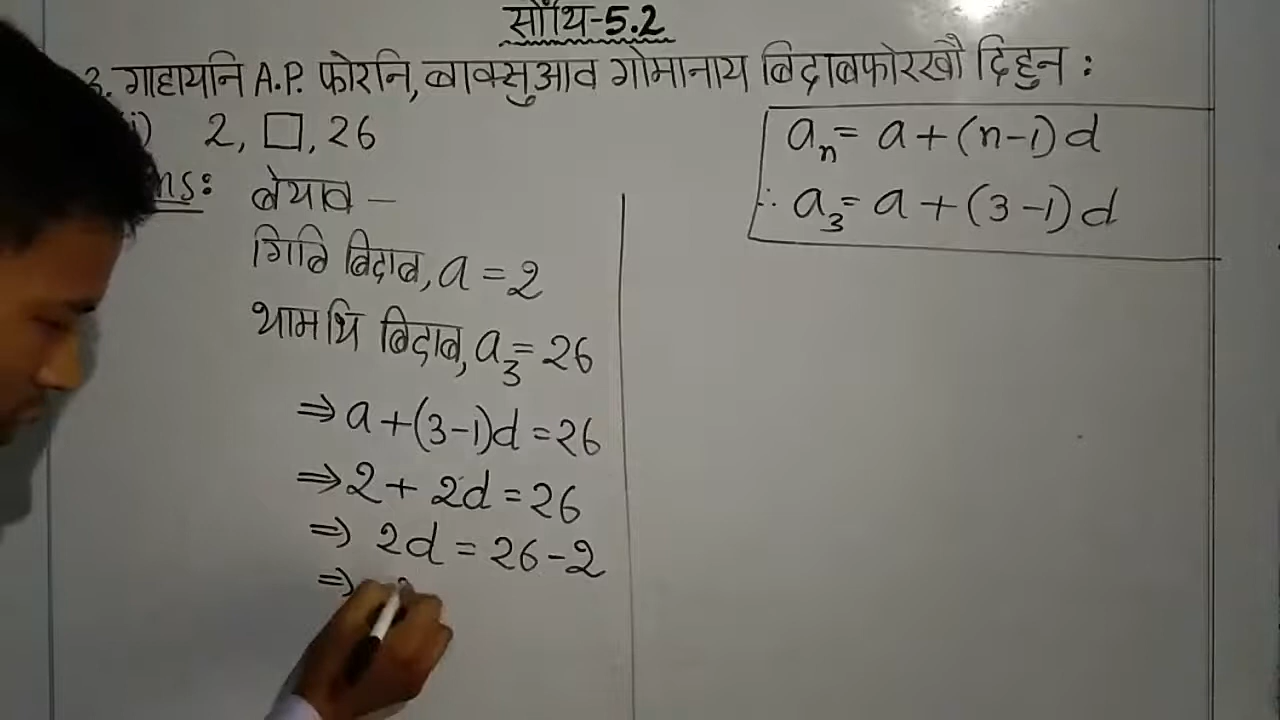 सोंथि-5.2
3. गाहायनि A.P. फोरनि, बाक्सुआव गोमानाय बिदाबफोरखौ दिहुन :
i) 2, □, 26
aₙ = a + (n-1)d
∴ a₃ = a + (3-1)d
ns:
बेयाव –
गिबि बिदाब, a = 2
थामथि बिदाब, a₃ = 26
⇒ a + (3-1)d = 26
⇒ 2 + 2d = 26
⇒ 2d = 26 - 2
⇒